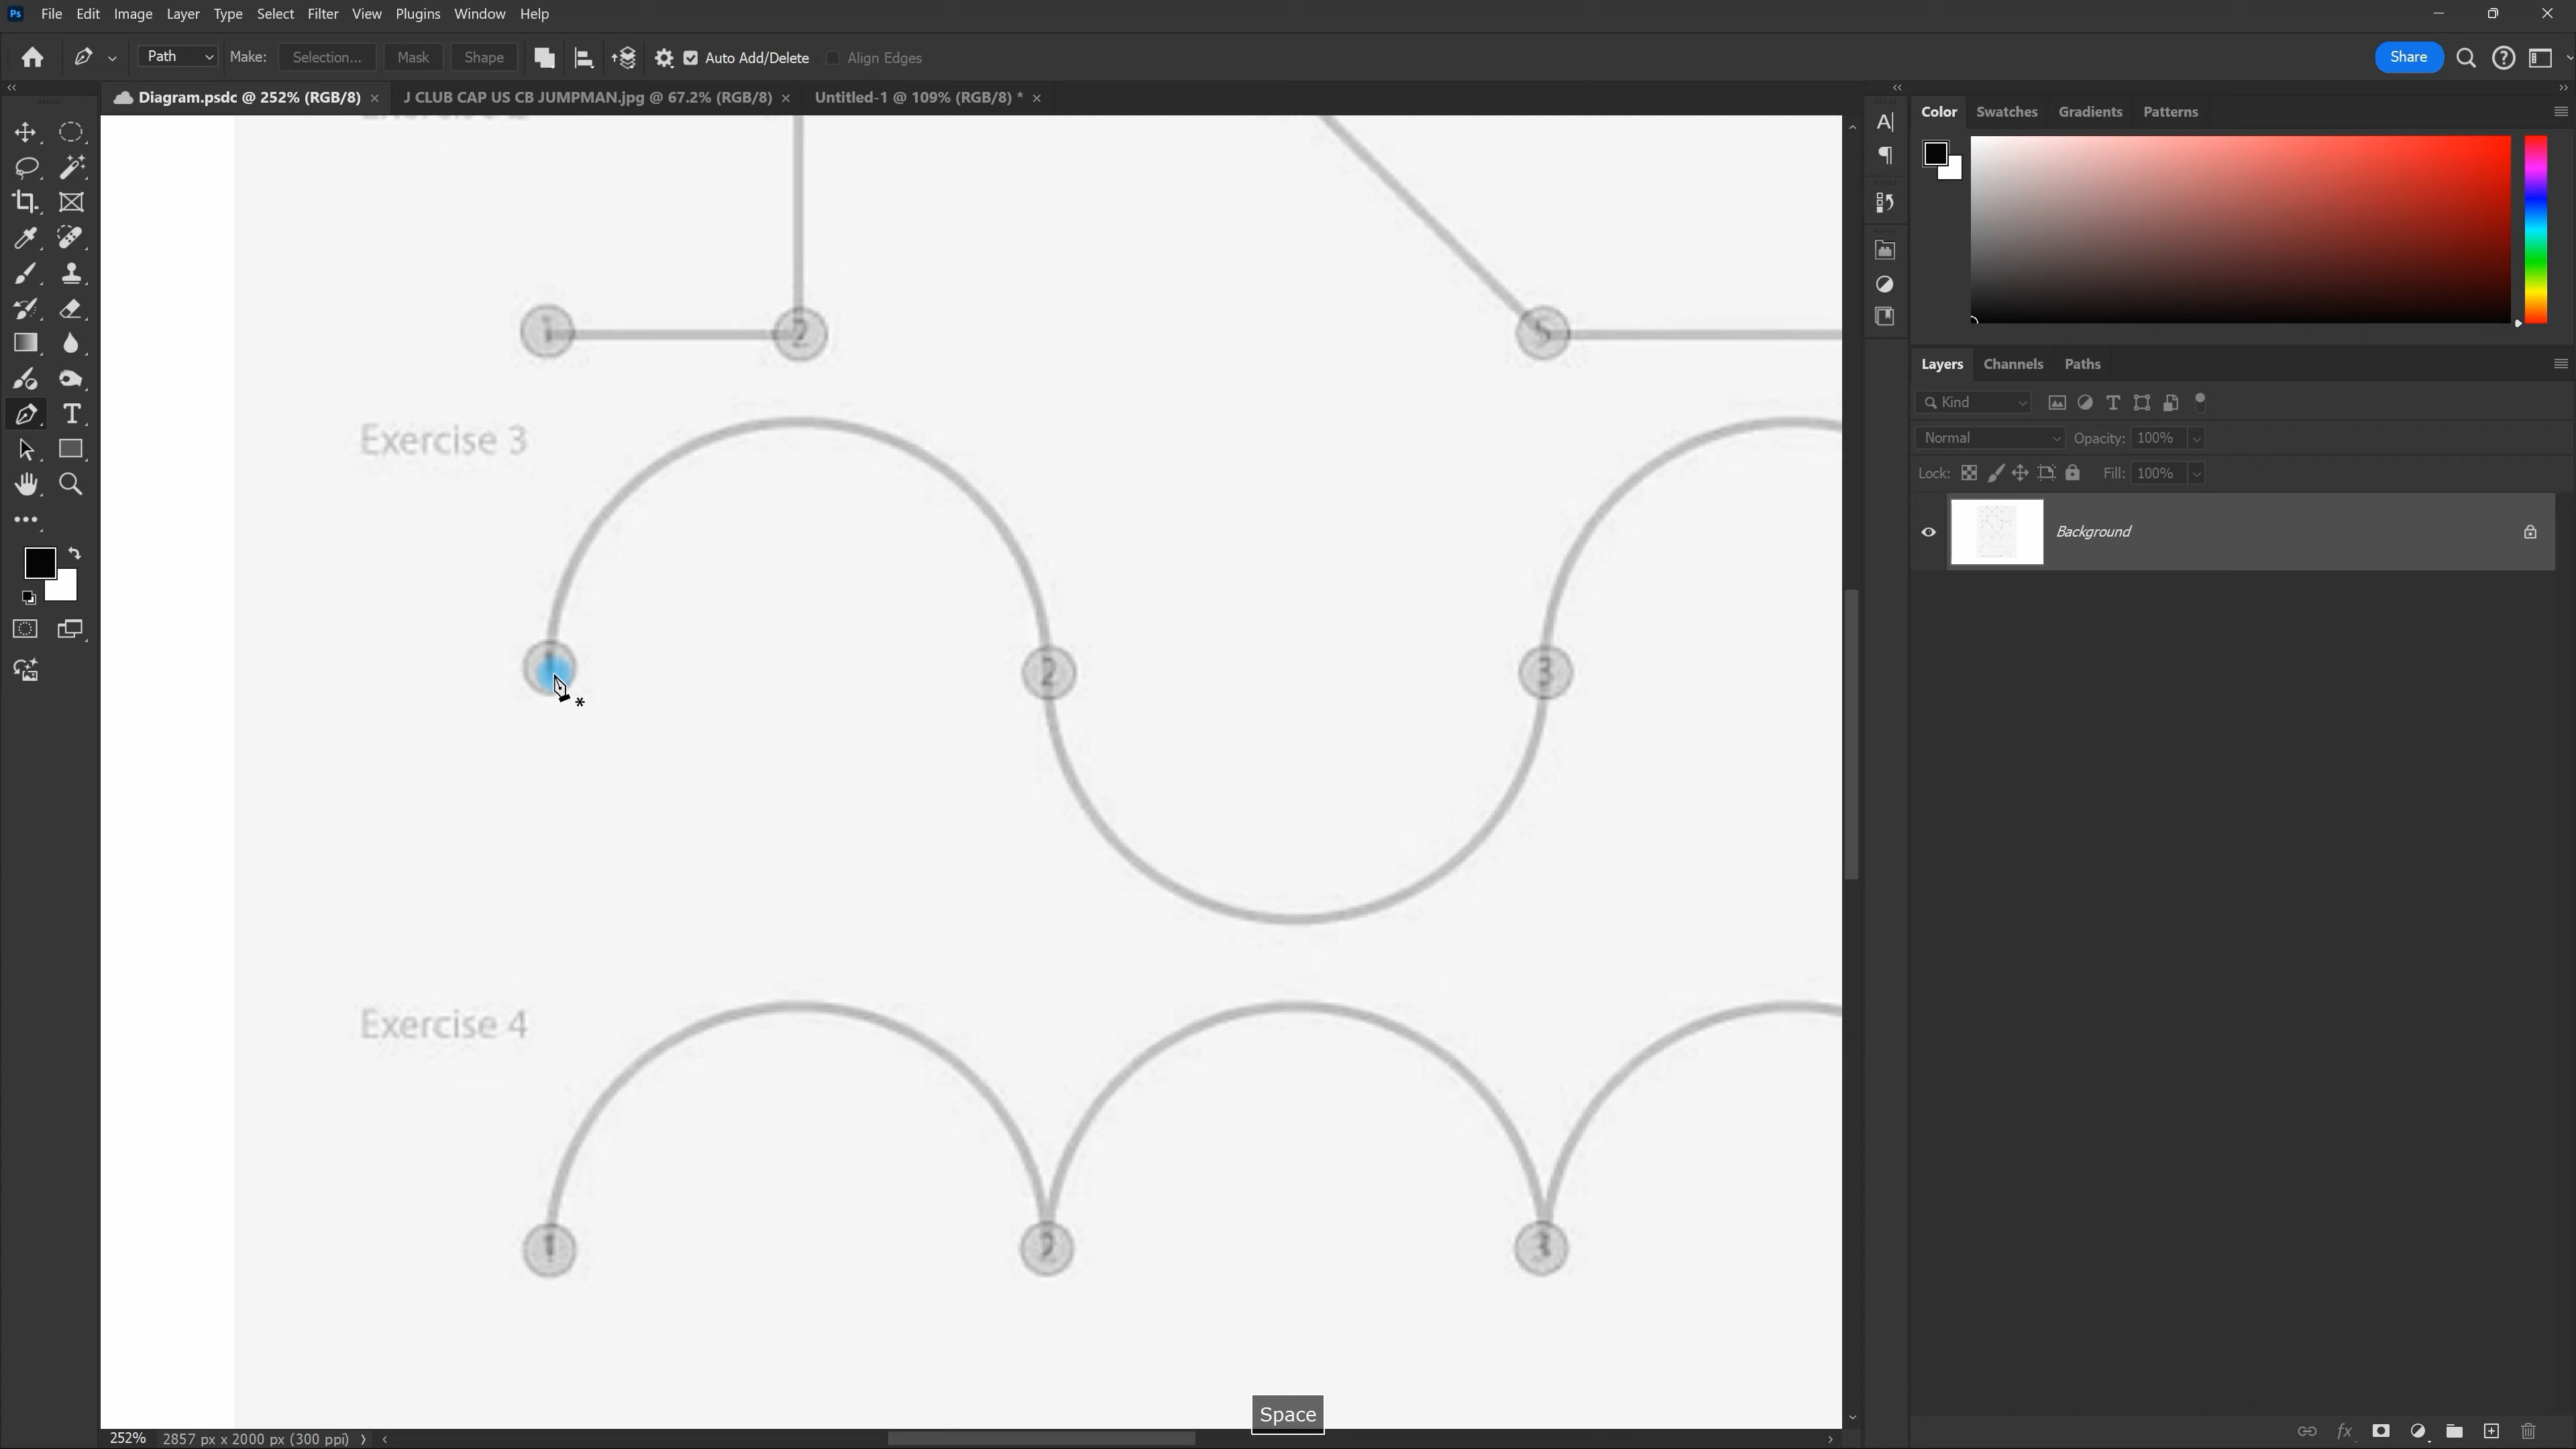 Ps File Edit Image Layer Type Select Filter View Plugins Window Help
Path Make: Selection... Mask Shape Auto Add/Delete Align Edges Share
Diagram.psdc @ 252% (RGB/8) × J CLUB CAP US CB JUMPMAN.jpg @ 67.2% (RGB/8) × Untitled-1 @ 109% (RGB/8) * ×
Color Swatches Gradients Patterns
1 2 5
Layers Channels Paths
Kind
Normal Opacity: 100%
Lock: Fill: 100%
Background
Exercise 3
2 3
Exercise 4
1 2 3
Space
252% 2857 px x 2000 px (300 ppi)